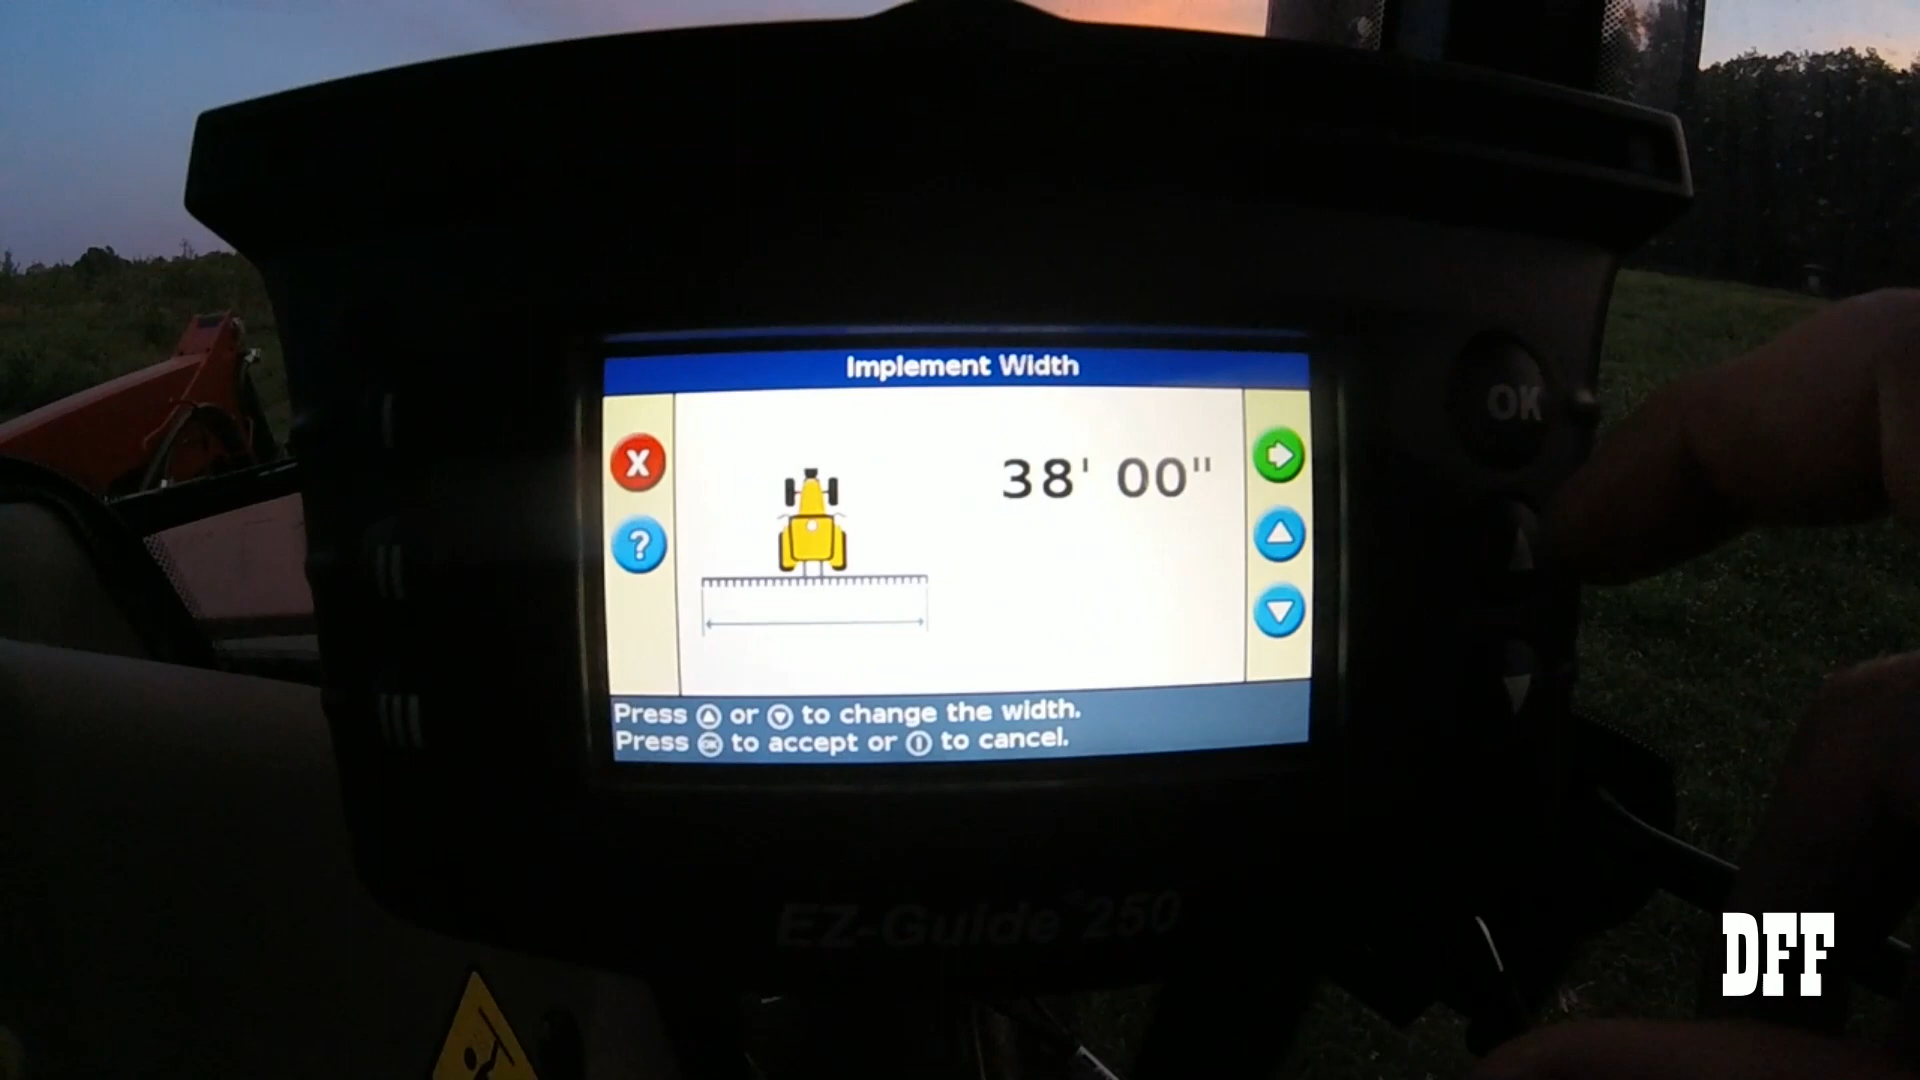 Implement Width
38' 00"
X
?
OK
Press or to change the width.
Press OK to accept or to cancel.
EZ-Guide 250
DFF